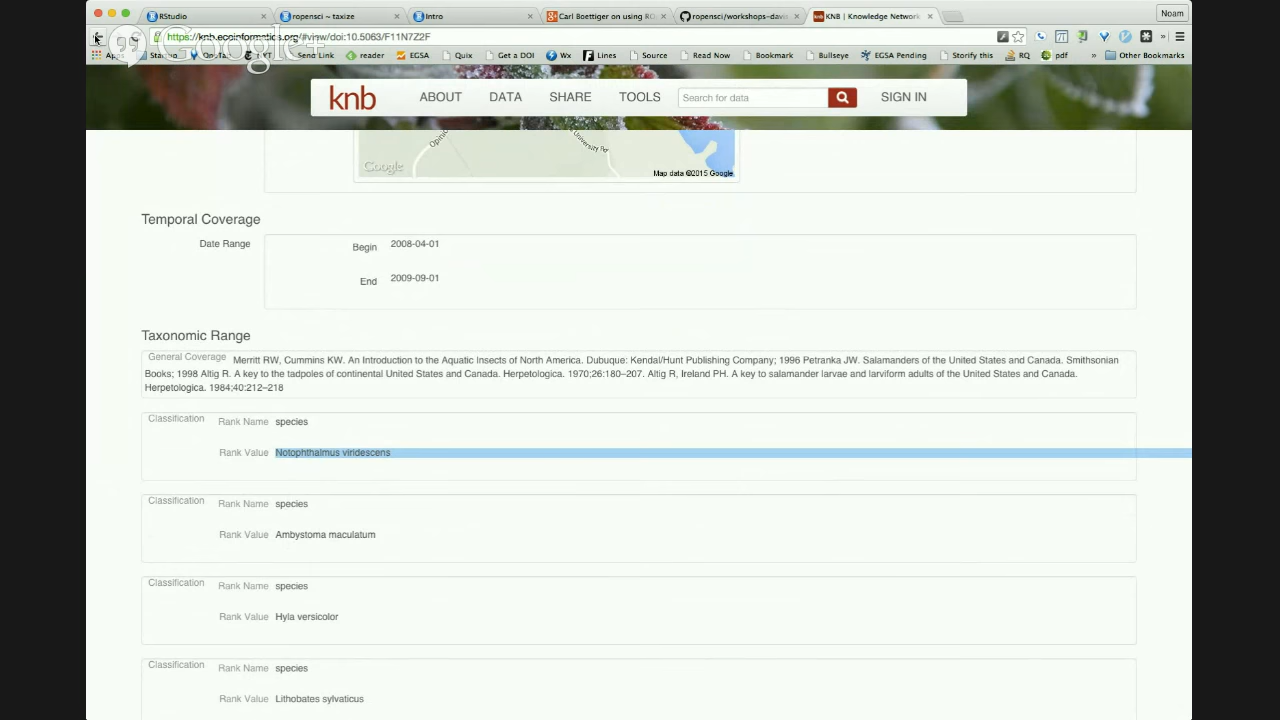 RStudio
ropensci ~ taxize
Intro
Carl Boettiger on using RO
ropensci/workshops-davis
KNB | Knowledge Network
Noam
https://knb.ecoinformatics.org/#view/doi:10.5063/F11N7Z2F
Google+
Apps
Link
reader
EGSA
Quix
Get a DOI
Wx
Lines
Source
Read Now
Bookmark
Bullseye
EGSA Pending
Storify this
RQ
pdf
»
Other Bookmarks
knb
ABOUT
DATA
SHARE
TOOLS
Search for data
SIGN IN
Opinic
University Rd
Google
Map data ©2015 Google
Temporal Coverage
Date Range
Begin 2008-04-01
End 2009-09-01
Taxonomic Range
General Coverage Merritt RW, Cummins KW. An Introduction to the Aquatic Insects of North America. Dubuque: Kendal/Hunt Publishing Company; 1996 Petranka JW. Salamanders of the United States and Canada. Smithsonian
Books; 1998 Altig R. A key to the tadpoles of continental United States and Canada. Herpetologica. 1970;26:180–207. Altig R, Ireland PH. A key to salamander larvae and larviform adults of the United States and Canada.
Herpetologica. 1984;40:212–218
Classification Rank Name species
Rank Value Notophthalmus viridescens
Classification Rank Name species
Rank Value Ambystoma maculatum
Classification Rank Name species
Rank Value Hyla versicolor
Classification Rank Name species
Rank Value Lithobates sylvaticus